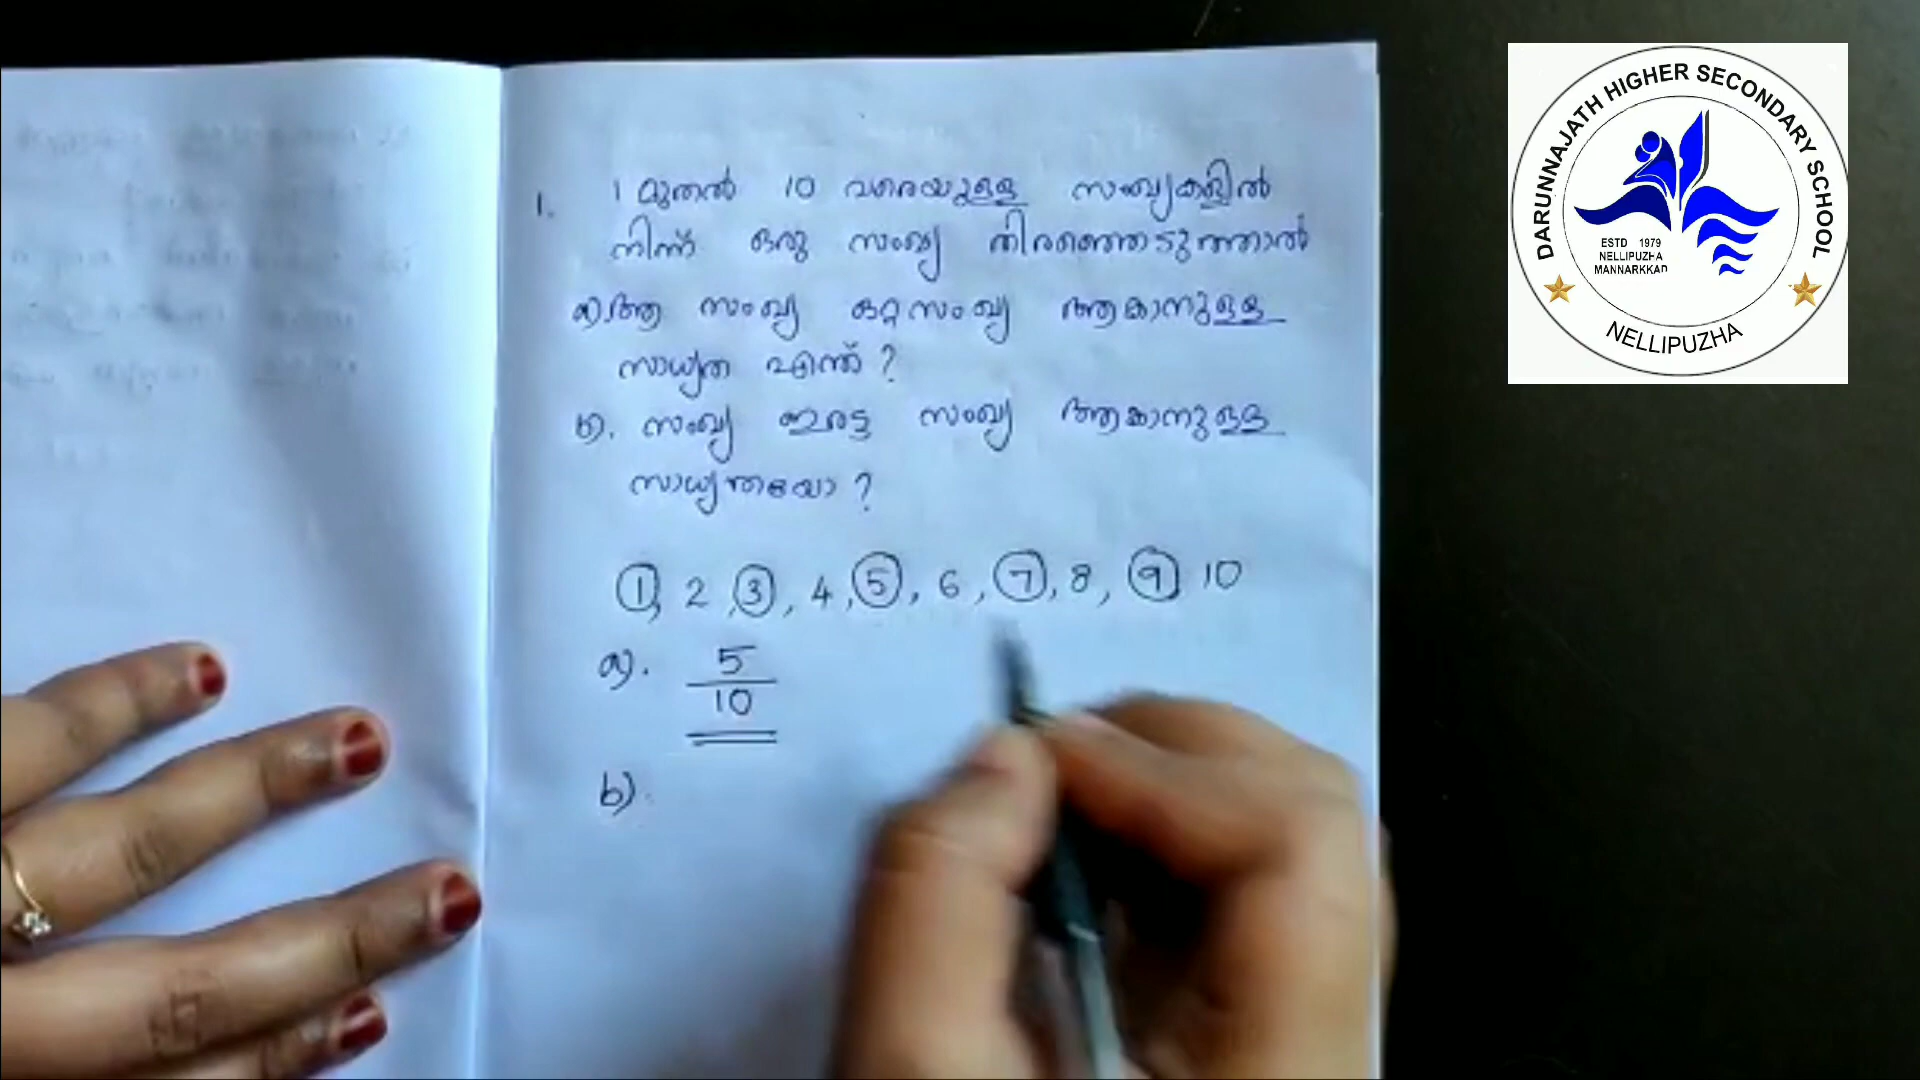 1. 1 മുതൽ 10 വരെയുള്ള സംഖ്യകളിൽ
നിന്ന് ഒരു സംഖ്യ തിരഞ്ഞെടുത്താൽ
a). ആ സംഖ്യ ഒറ്റസംഖ്യ ആകാനുള്ള
സാധ്യത എന്ത് ?
b). സംഖ്യ ഇരട്ട സംഖ്യ ആകാനുള്ള
സാധ്യതയോ ?
1, 2, 3, 4, 5, 6, 7, 8, 9, 10
a). 5
10
b).
DARUNNAJATH HIGHER SECONDARY SCHOOL
ESTD 1979
NELLIPUZHA
MANNARKKAD
NELLIPUZHA